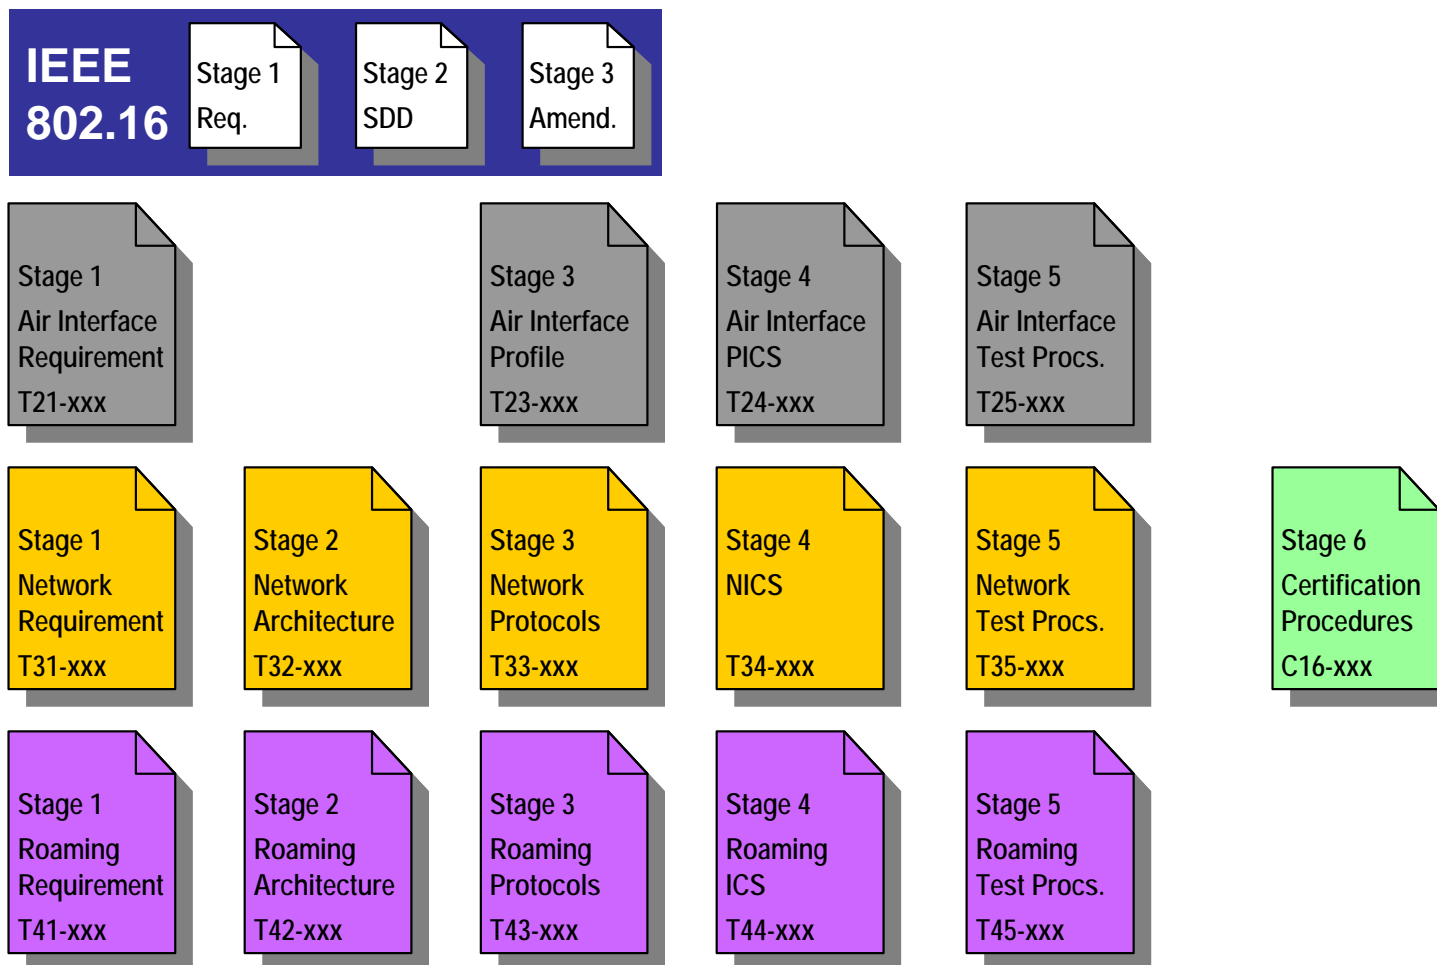 IEEE
802.16
Stage 1
Req.
Stage 2
SDD
Stage 3
Amend.
Stage 1
Air Interface
Requirement
T21-xxx
Stage 3
Air Interface
Profile
T23-xxx
Stage 4
Air Interface
PICS
T24-xxx
Stage 5
Air Interface
Test Procs.
T25-xxx
Stage 1
Network
Requirement
T31-xxx
Stage 2
Network
Architecture
T32-xxx
Stage 3
Network
Protocols
T33-xxx
Stage 4
NICS
T34-xxx
Stage 5
Network
Test Procs.
T35-xxx
Stage 6
Certification
Procedures
C16-xxx
Stage 1
Roaming
Requirement
T41-xxx
Stage 2
Roaming
Architecture
T42-xxx
Stage 3
Roaming
Protocols
T43-xxx
Stage 4
Roaming
ICS
T44-xxx
Stage 5
Roaming
Test Procs.
T45-xxx